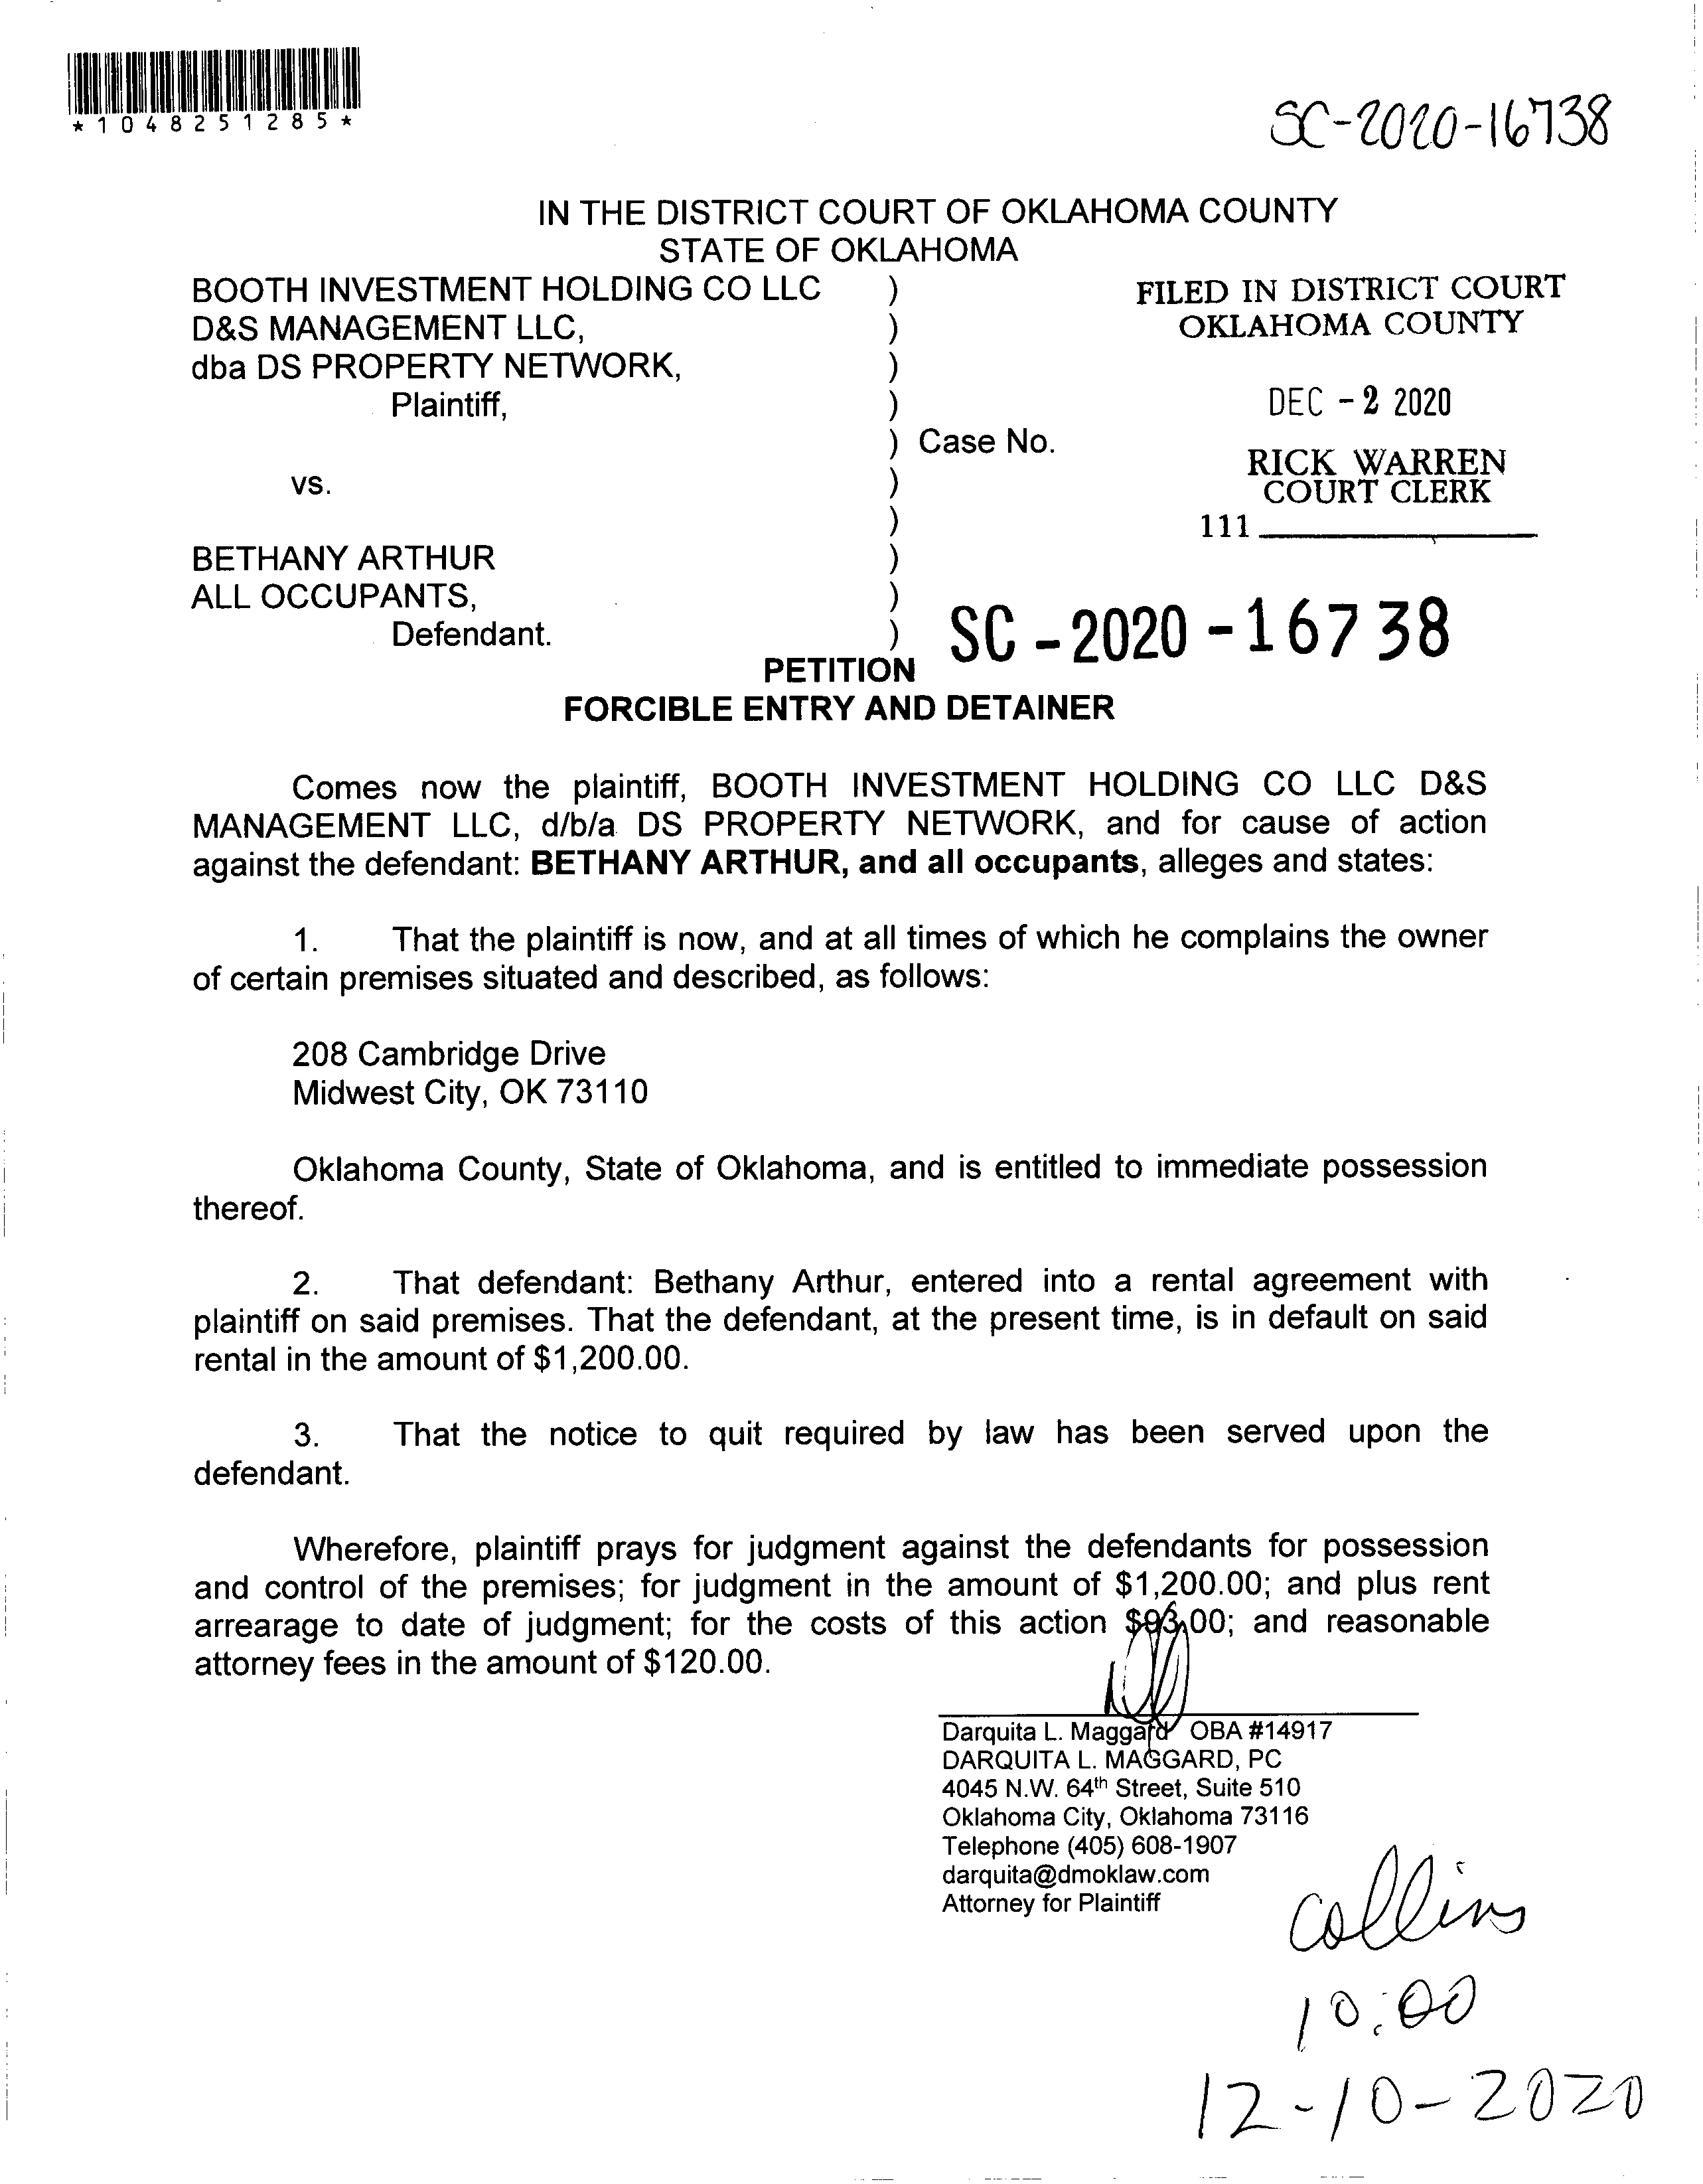 *1048251285*
SC-2020-16738
IN THE DISTRICT COURT OF OKLAHOMA COUNTY
STATE OF OKLAHOMA
BOOTH INVESTMENT HOLDING CO LLC )
D&S MANAGEMENT LLC, )
dba DS PROPERTY NETWORK, )
Plaintiff, )
) Case No.
vs. )
)
BETHANY ARTHUR )
ALL OCCUPANTS, )
Defendant. )
FILED IN DISTRICT COURT
OKLAHOMA COUNTY
DEC -2 2020
RICK WARREN
COURT CLERK
111
SC-2020-16738
PETITION
FORCIBLE ENTRY AND DETAINER
Comes now the plaintiff, BOOTH INVESTMENT HOLDING CO LLC D&S
MANAGEMENT LLC, d/b/a DS PROPERTY NETWORK, and for cause of action
against the defendant: BETHANY ARTHUR, and all occupants, alleges and states:
1. That the plaintiff is now, and at all times of which he complains the owner
of certain premises situated and described, as follows:
208 Cambridge Drive
Midwest City, OK 73110
Oklahoma County, State of Oklahoma, and is entitled to immediate possession
thereof.
2. That defendant: Bethany Arthur, entered into a rental agreement with
plaintiff on said premises. That the defendant, at the present time, is in default on said
rental in the amount of $1,200.00.
3. That the notice to quit required by law has been served upon the
defendant.
Wherefore, plaintiff prays for judgment against the defendants for possession
and control of the premises; for judgment in the amount of $1,200.00; and plus rent
arrearage to date of judgment; for the costs of this action $93.00; and reasonable
attorney fees in the amount of $120.00.
Darquita L. Maggard OBA #14917
DARQUITA L. MAGGARD, PC
4045 N.W. 64th Street, Suite 510
Oklahoma City, Oklahoma 73116
Telephone (405) 608-1907
darquita@dmoklaw.com
Attorney for Plaintiff
Collins
10:00
12-10-2020